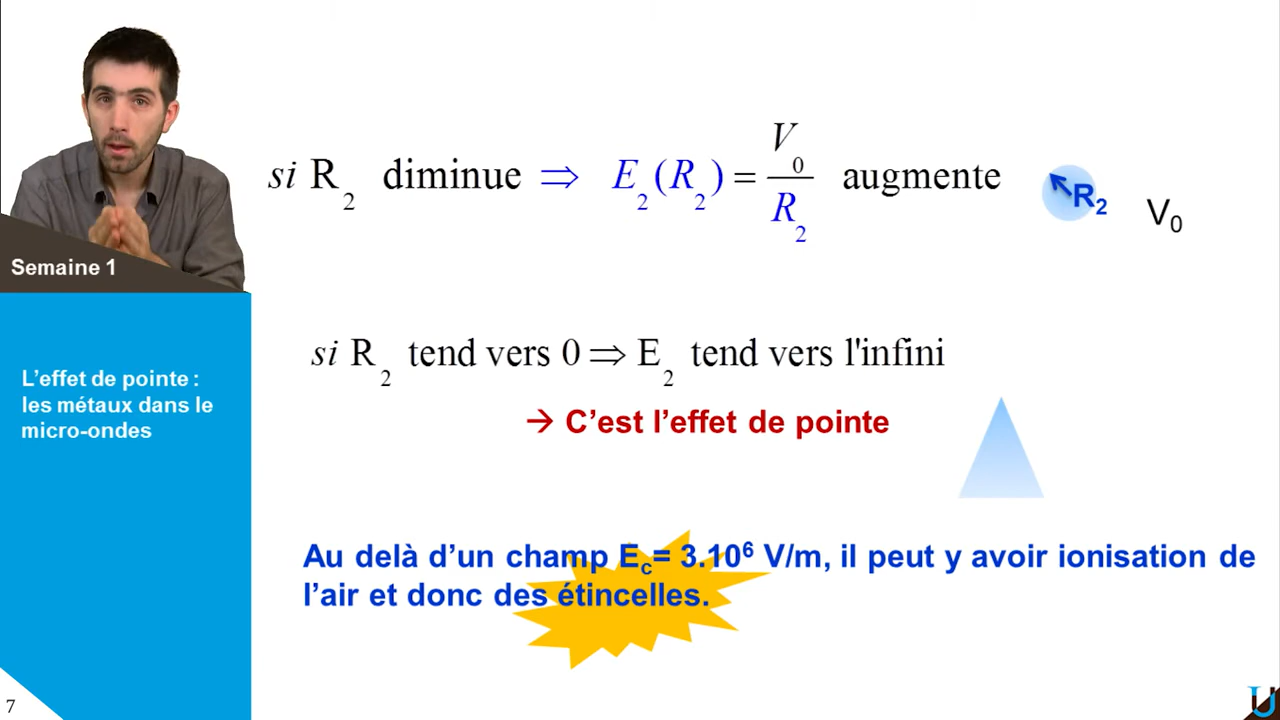 si R₂ diminue ⇒ E₂(R₂) = V₀/R₂ augmente
R₂
V₀
Semaine 1
si R₂ tend vers 0 ⇒ E₂ tend vers l'infini
L’effet de pointe :
les métaux dans le
micro-ondes
→ C’est l’effet de pointe
Au delà d’un champ Ec= 3.10⁶ V/m, il peut y avoir ionisation de
l’air et donc des étincelles.
7
U